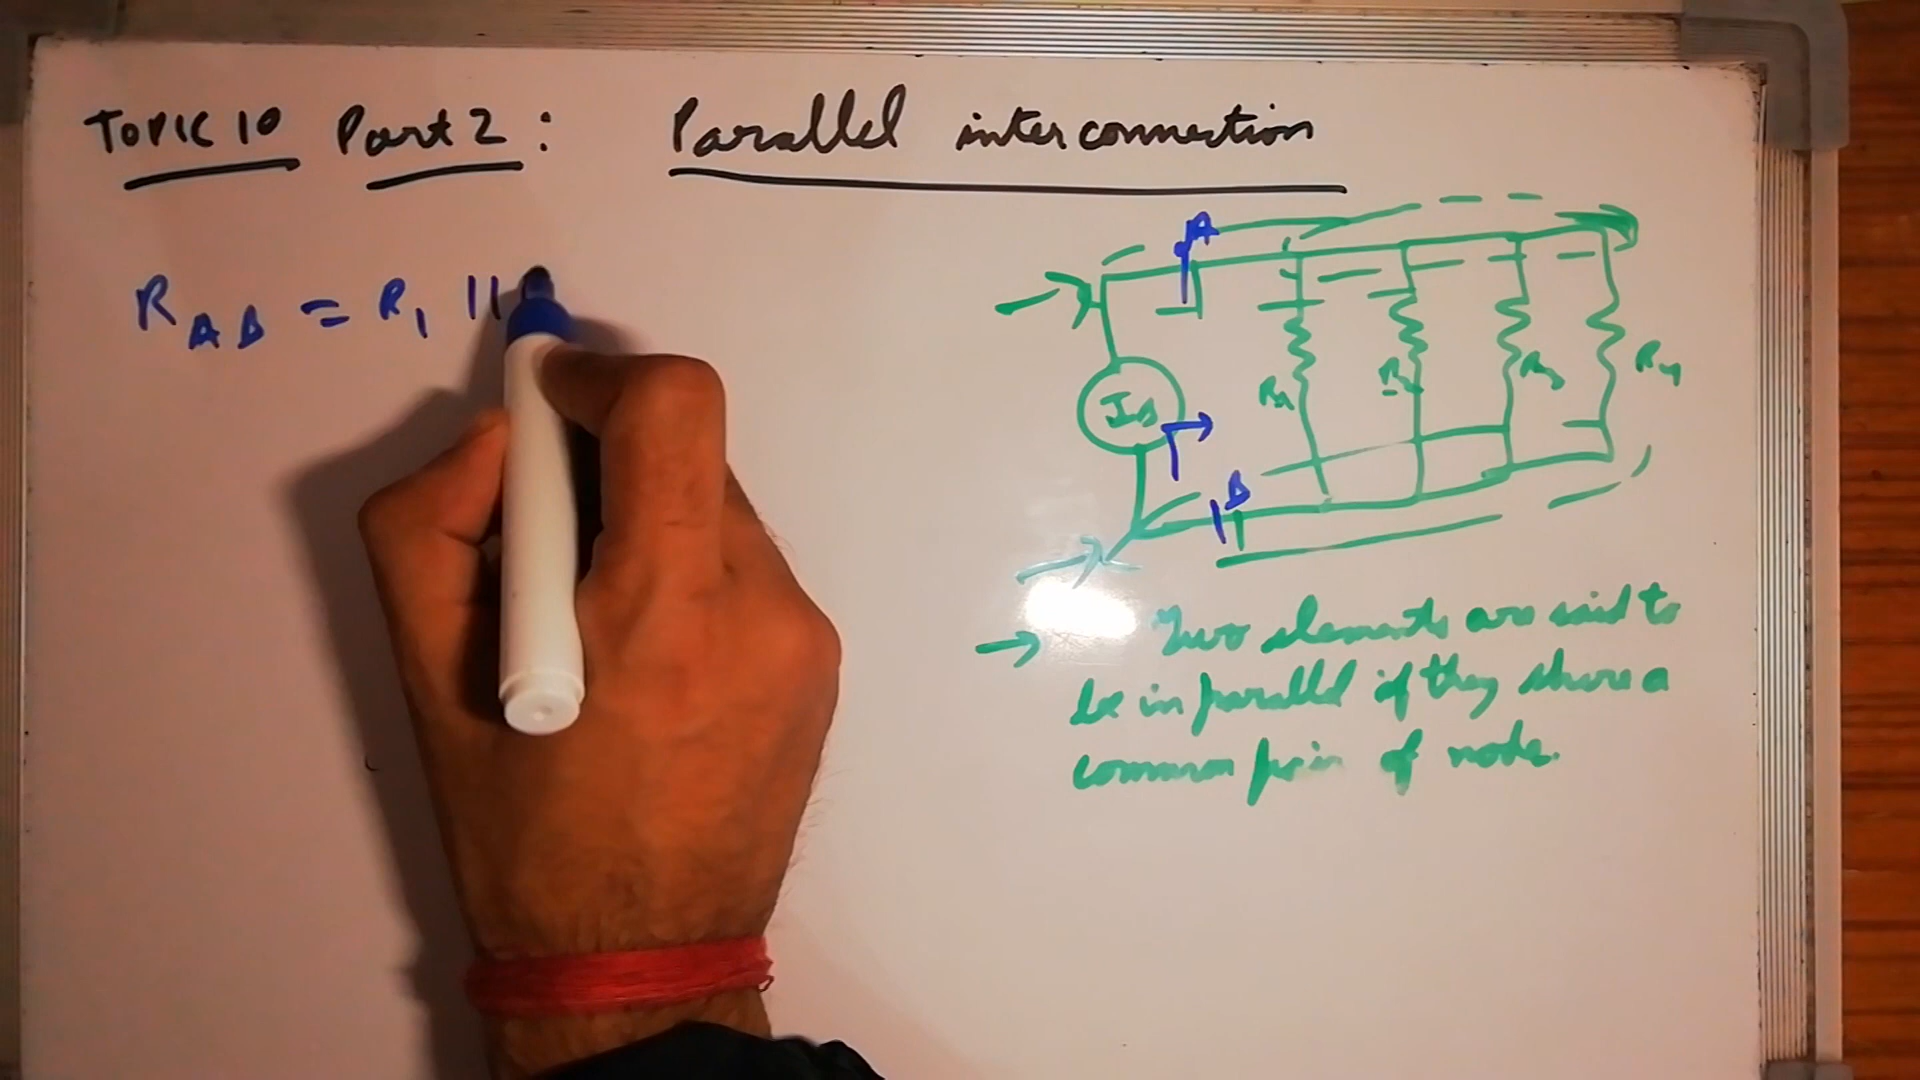 TOPIC 10 Part 2 : Parallel interconnection
R_AB = R₁ ||
A
Is
R₁
R₂
R₃
R₄
B
→ Two elements are said to
be in parallel if they share a
common pair of node.